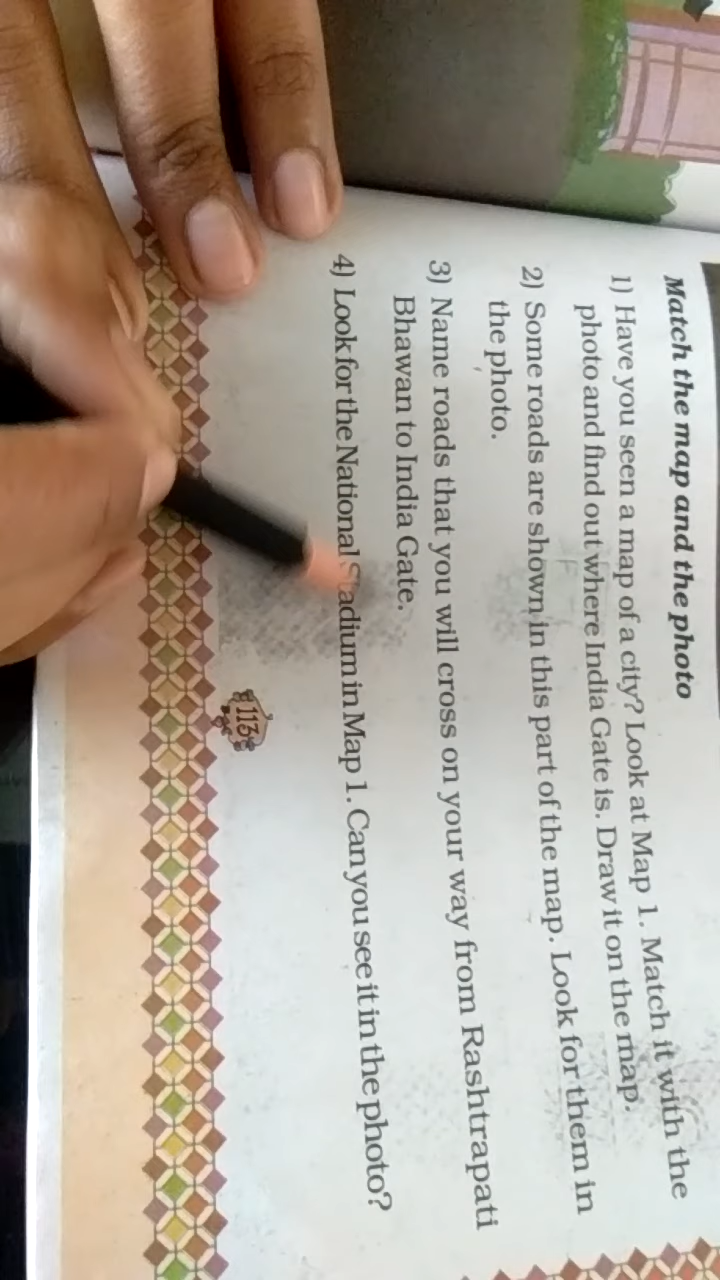 Match the map and the photo
1) Have you seen a map of a city? Look at Map 1. Match it with the
photo and find out where India Gate is. Draw it on the map.
2) Some roads are shown in this part of the map. Look for them in
the photo.
3) Name roads that you will cross on your way from Rashtrapati
Bhawan to India Gate.
4) Look for the National Stadium in Map 1. Can you see it in the photo?
113